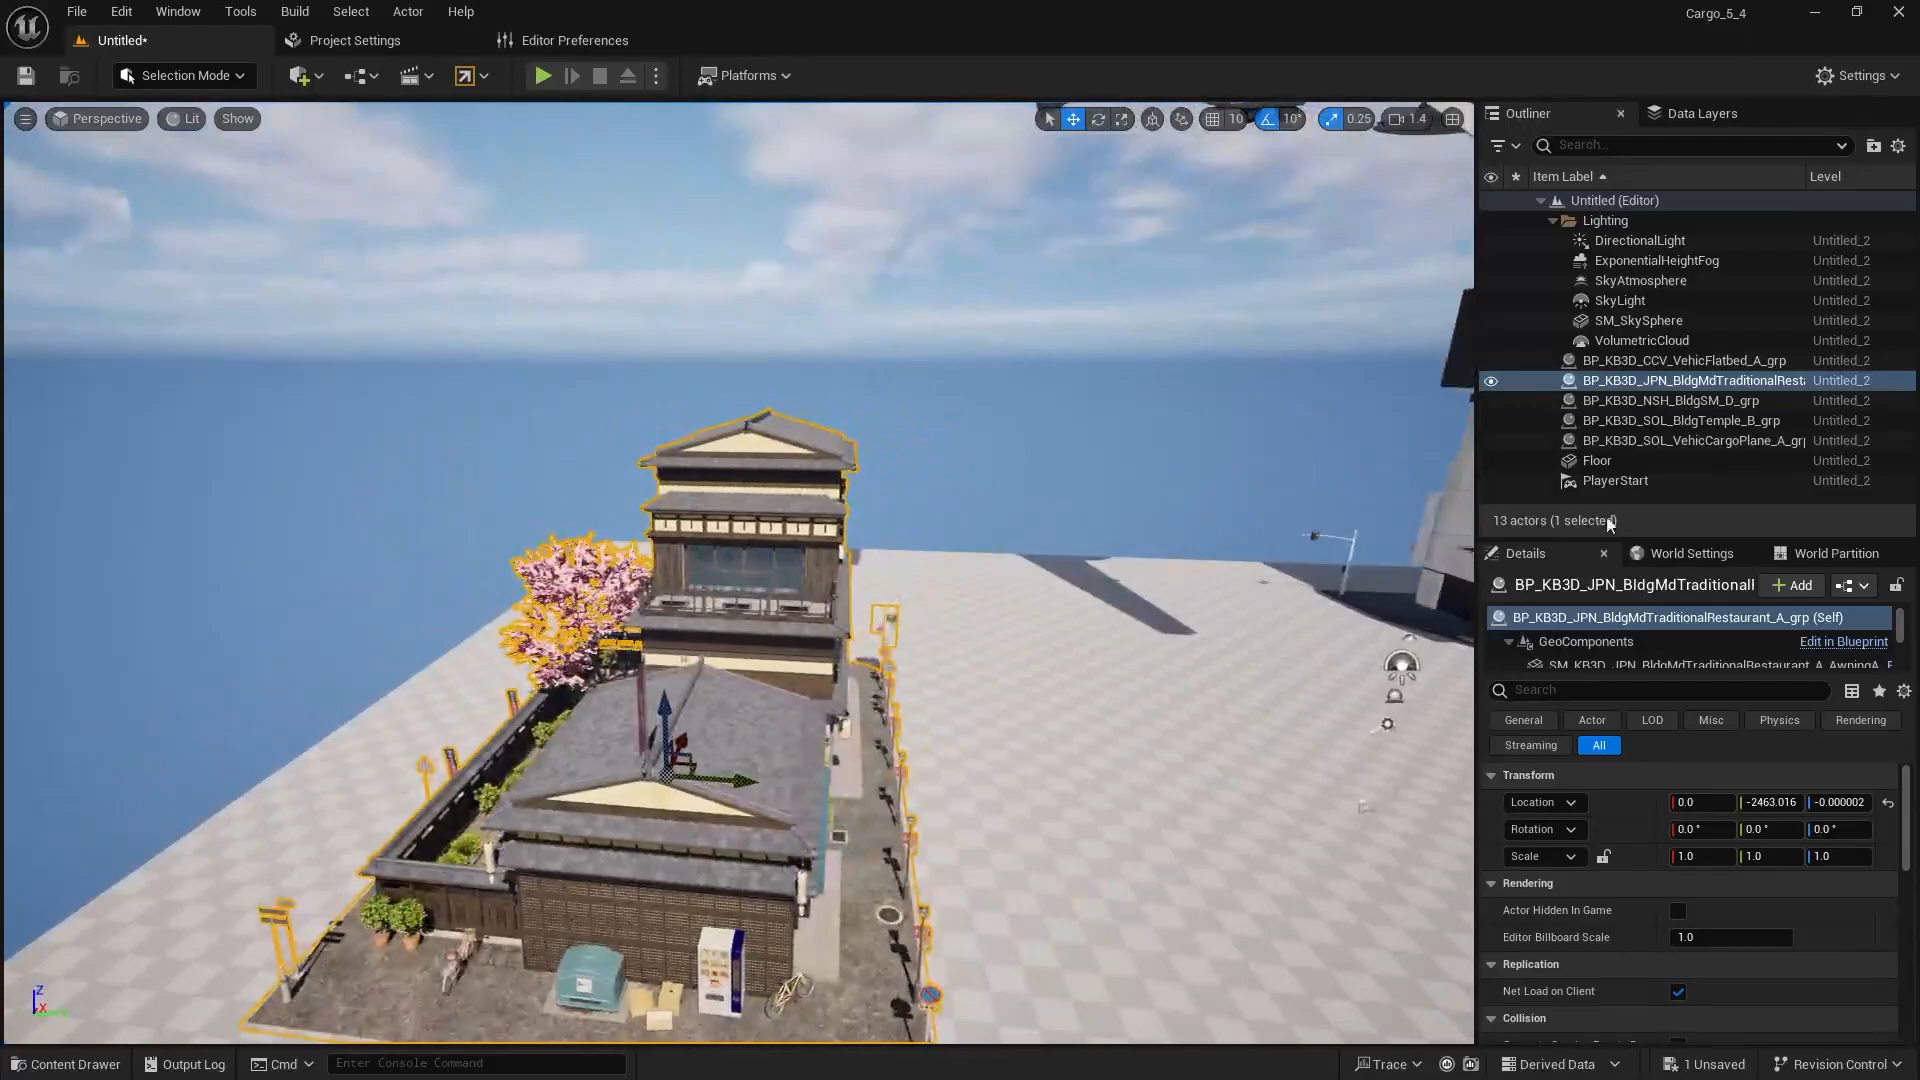 File Edit Window Tools Build Select Actor Help
Cargo_5_4
Untitled* Project Settings Editor Preferences
Selection Mode Platforms Settings
Perspective Lit Show 10 10° 0.25 1.4
Outliner Data Layers
Search...
Item Label Level
Untitled (Editor)
Lighting
DirectionalLight Untitled_2
ExponentialHeightFog Untitled_2
SkyAtmosphere Untitled_2
SkyLight Untitled_2
SM_SkySphere Untitled_2
VolumetricCloud Untitled_2
BP_KB3D_CCV_VehicFlatbed_A_grp Untitled_2
BP_KB3D_JPN_BldgMdTraditionalResta Untitled_2
BP_KB3D_NSH_BldgSM_D_grp Untitled_2
BP_KB3D_SOL_BldgTemple_B_grp Untitled_2
BP_KB3D_SOL_VehicCargoPlane_A_grp Untitled_2
Floor Untitled_2
PlayerStart Untitled_2
13 actors (1 selected)
Details World Settings World Partition
BP_KB3D_JPN_BldgMdTraditionalI Add
BP_KB3D_JPN_BldgMdTraditionalRestaurant_A_grp (Self)
GeoComponents Edit in Blueprint
SM_KB3D_JPN_BldgMdTraditionalRestaurant_A_AwningA
Search
General Actor LOD Misc Physics Rendering
Streaming All
Transform
Location 0.0 -2463.016 -0.000002
Rotation 0.0° 0.0° 0.0°
Scale 1.0 1.0 1.0
Rendering
Actor Hidden In Game
Editor Billboard Scale 1.0
Replication
Net Load on Client
Collision
Content Drawer Output Log Cmd Enter Console Command Trace Derived Data 1 Unsaved Revision Control
Z
X